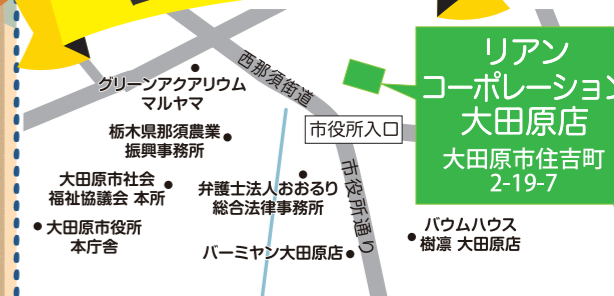 リアン
コーポレーション
大田原店
大田原市住吉町
2-19-7
西那須街道
グリーンアクアリウム
マルヤマ
市役所入口
栃木県那須農業
振興事務所
大田原市社会
福祉協議会 本所
弁護士法人おおるり
総合法律事務所
市役所通り
大田原市役所
本庁舎
バーミヤン大田原店
バウムハウス
樹凛 大田原店